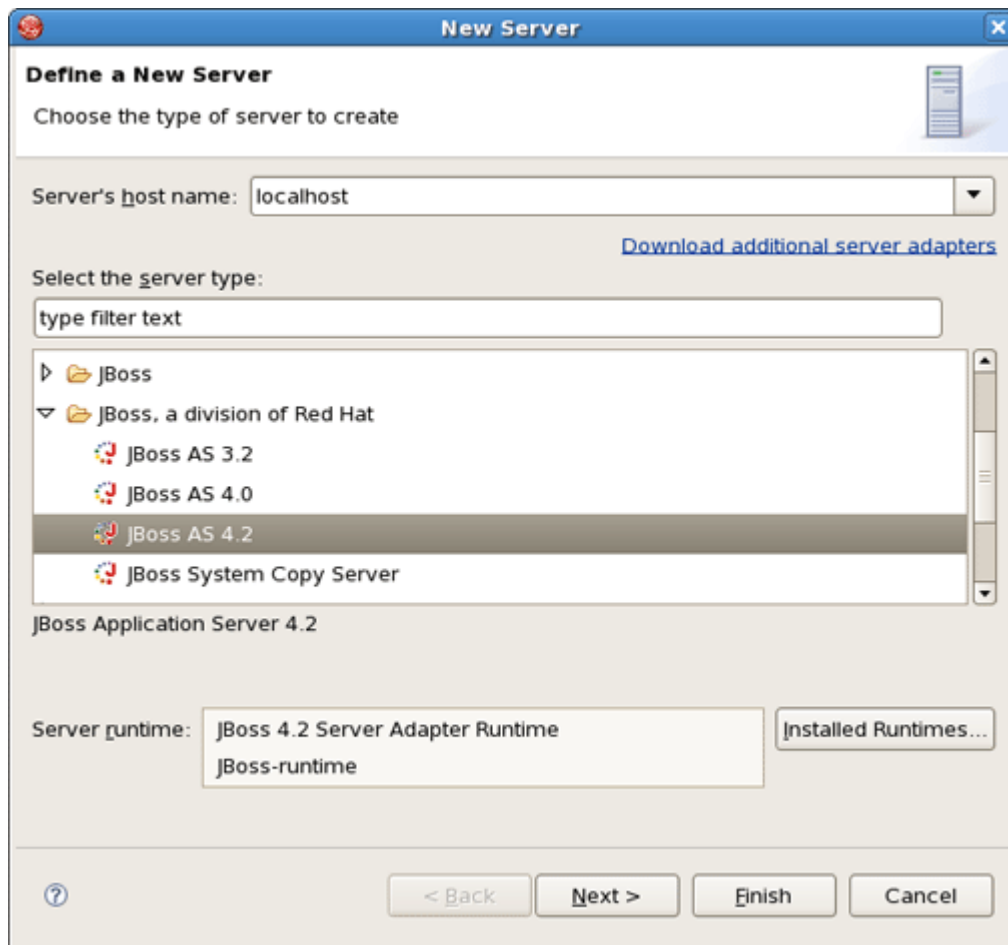 New Server
Define a New Server
Choose the type of server to create
Server's host name: localhost
Download additional server adapters
Select the server type:
type filter text
JBoss
JBoss, a division of Red Hat
JBoss AS 3.2
JBoss AS 4.0
JBoss AS 4.2
JBoss System Copy Server
JBoss Application Server 4.2
Server runtime: JBoss 4.2 Server Adapter Runtime Installed Runtimes...
JBoss-runtime
? < Back Next > Finish Cancel